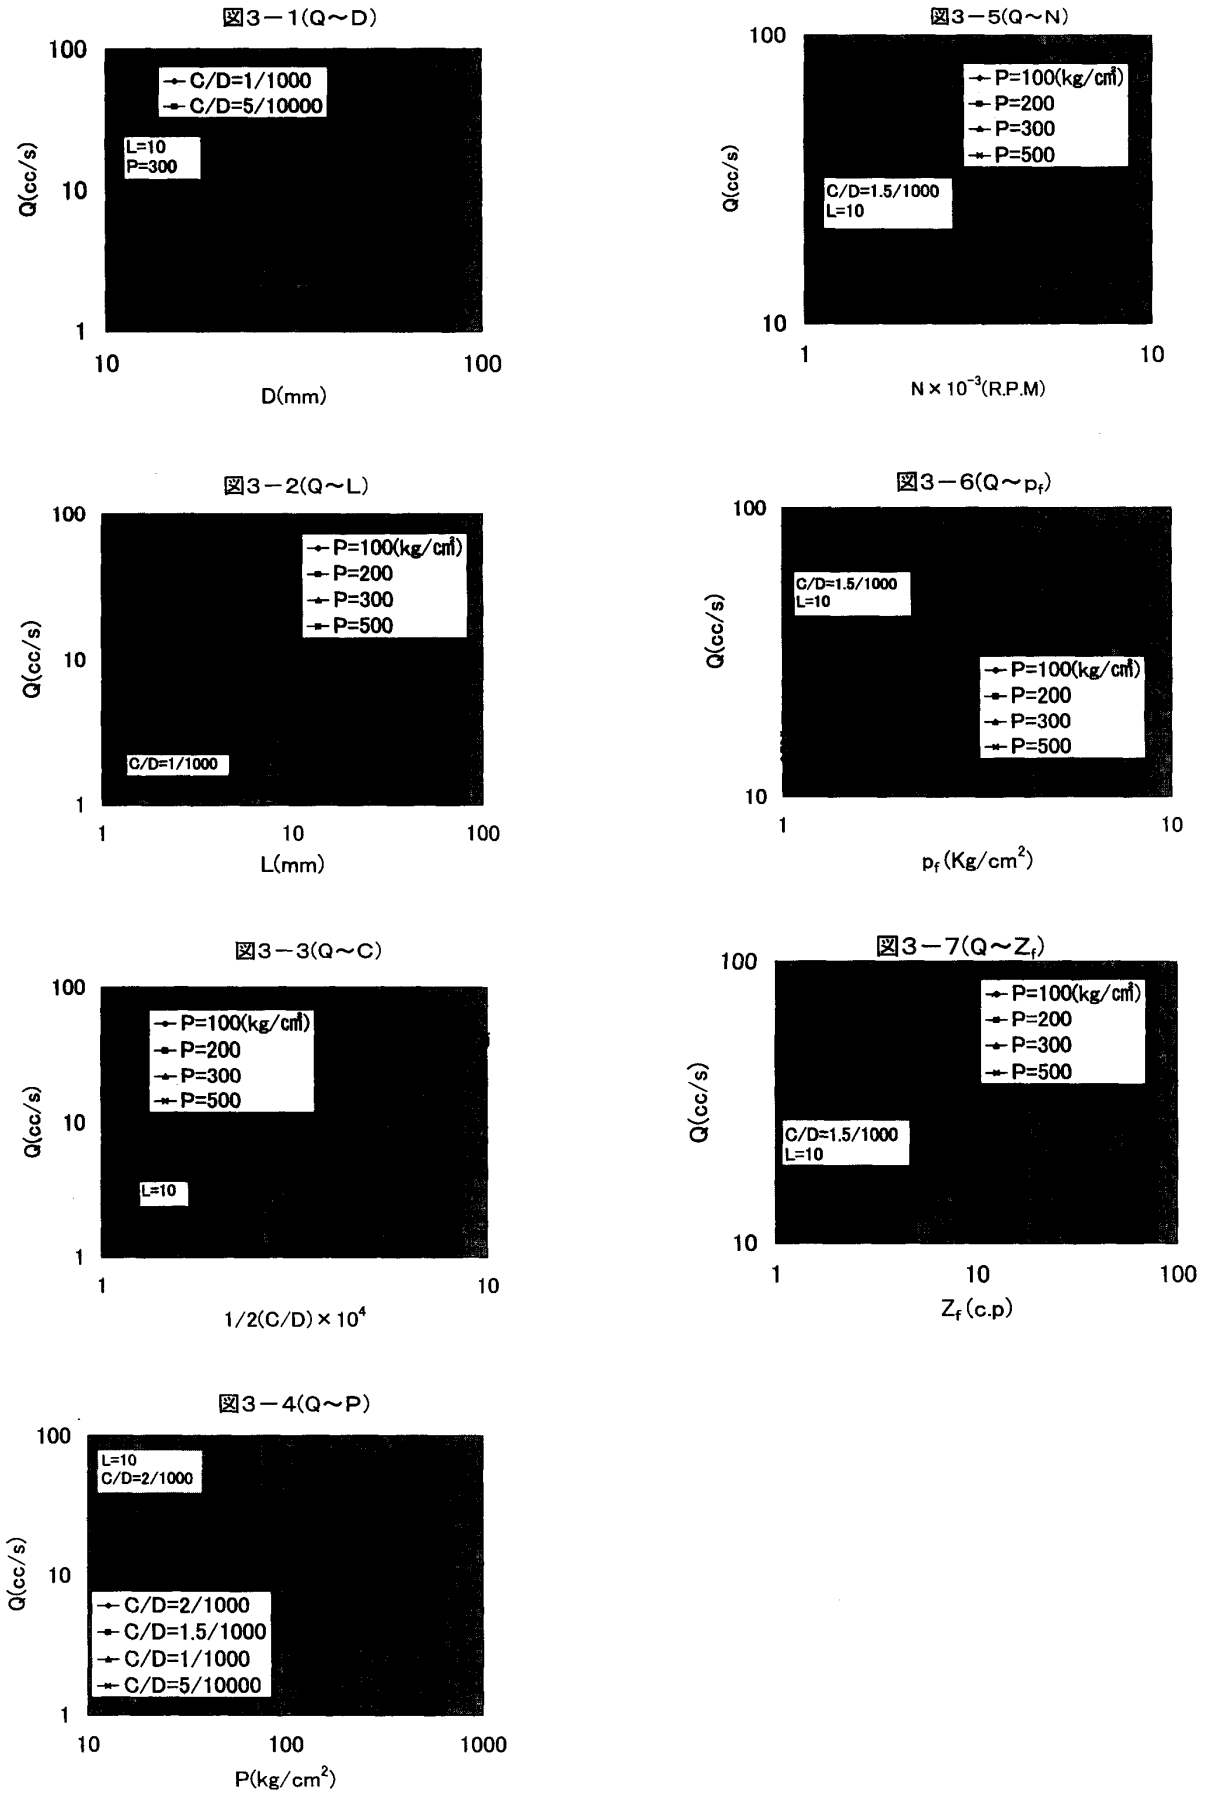 図3－1(Q～D)
100
C/D=1/1000
C/D=5/10000
L=10
P=300
Q(cc/s)
10
1
10
100
D(mm)
図3－2(Q～L)
100
P=100(kg/c㎡)
P=200
P=300
P=500
Q(cc/s)
10
C/D=1/1000
1
1
10
100
L(mm)
図3－3(Q～C)
100
P=100(kg/c㎡)
P=200
P=300
P=500
Q(cc/s)
10
L=10
1
1
10
1/2(C/D)×10⁴
図3－4(Q～P)
100
L=10
C/D=2/1000
Q(cc/s)
10
C/D=2/1000
C/D=1.5/1000
C/D=1/1000
C/D=5/10000
1
10
100
1000
P(kg/cm²)
図3－5(Q～N)
100
P=100(kg/c㎡)
P=200
P=300
P=500
Q(cc/s)
C/D=1.5/1000
L=10
10
1
10
N×10⁻³(R.P.M)
図3－6(Q～pf)
100
C/D=1.5/1000
L=10
Q(cc/s)
P=100(kg/c㎡)
P=200
P=300
P=500
10
1
10
pf(Kg/cm²)
図3－7(Q～Zf)
100
P=100(kg/c㎡)
P=200
P=300
P=500
Q(cc/s)
C/D=1.5/1000
L=10
10
1
10
100
Zf(c.p)